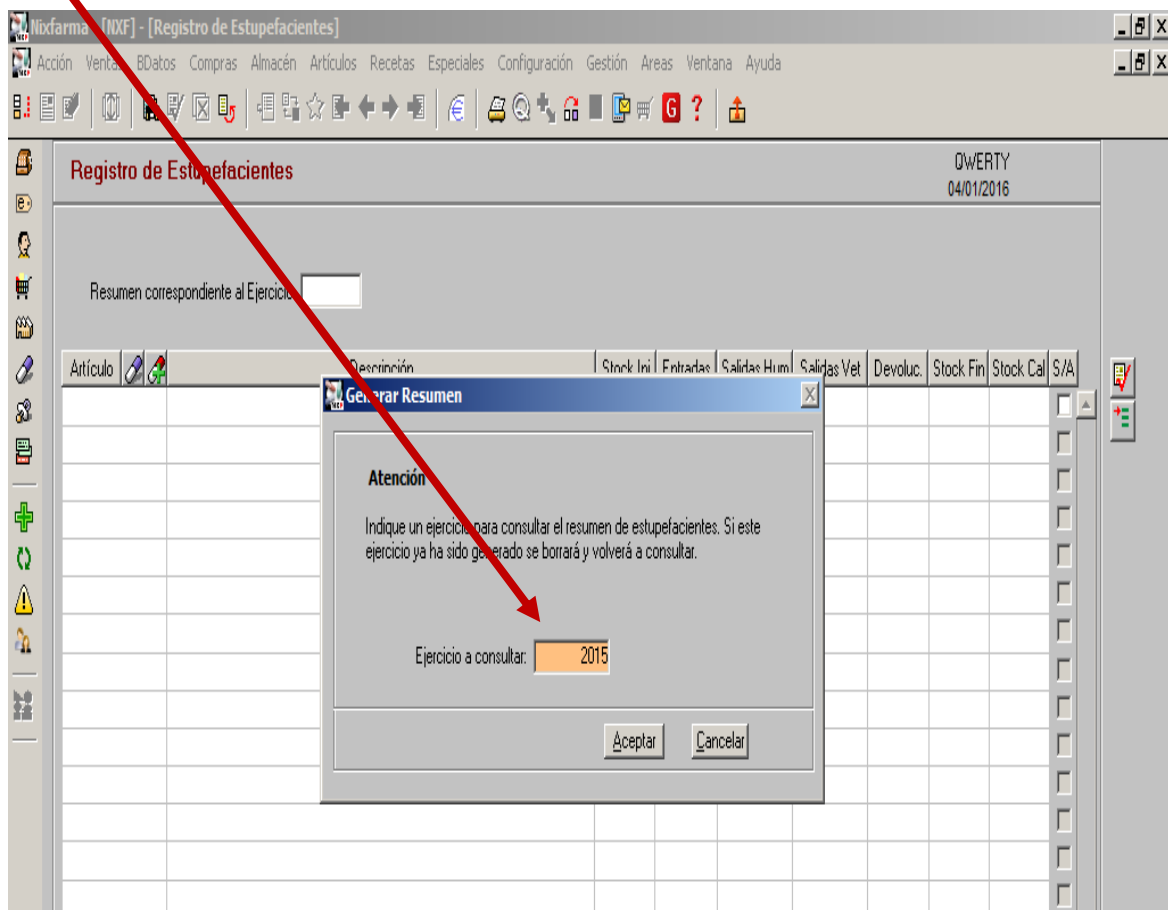 Nixfarma - [NXF] - [Registro de Estupefacientes]
Acción Ventas BDatos Compras Almacén Artículos Recetas Especiales Configuración Gestión Areas Ventana Ayuda
Registro de Estupefacientes
QWERTY
04/01/2016
Resumen correspondiente al Ejercicio
Artículo Descripción Stock Ini Entradas Salidas Hum Salidas Vet Devoluc. Stock Fin Stock Cal S/A
Generar Resumen
Atención
Indique un ejercicio para consultar el resumen de estupefacientes. Si este
ejercicio ya ha sido generado se borrará y volverá a consultar.
Ejercicio a consultar: 2015
Aceptar Cancelar